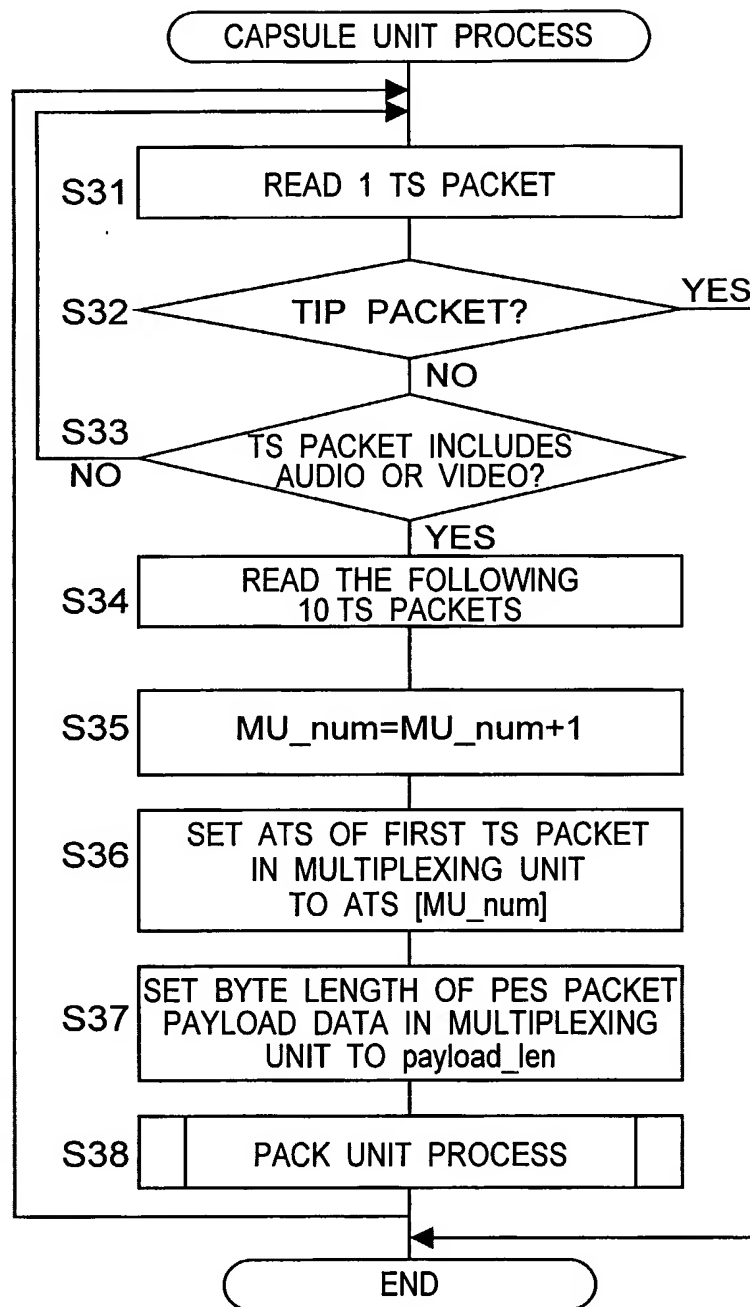 CAPSULE UNIT PROCESS
S31
READ 1 TS PACKET
S32
TIP PACKET?
YES
NO
S33
TS PACKET INCLUDES
AUDIO OR VIDEO?
NO
YES
S34
READ THE FOLLOWING
10 TS PACKETS
S35
MU_num=MU_num+1
S36
SET ATS OF FIRST TS PACKET
IN MULTIPLEXING UNIT
TO ATS [MU_num]
S37
SET BYTE LENGTH OF PES PACKET
PAYLOAD DATA IN MULTIPLEXING
UNIT TO payload_len
S38
PACK UNIT PROCESS
END